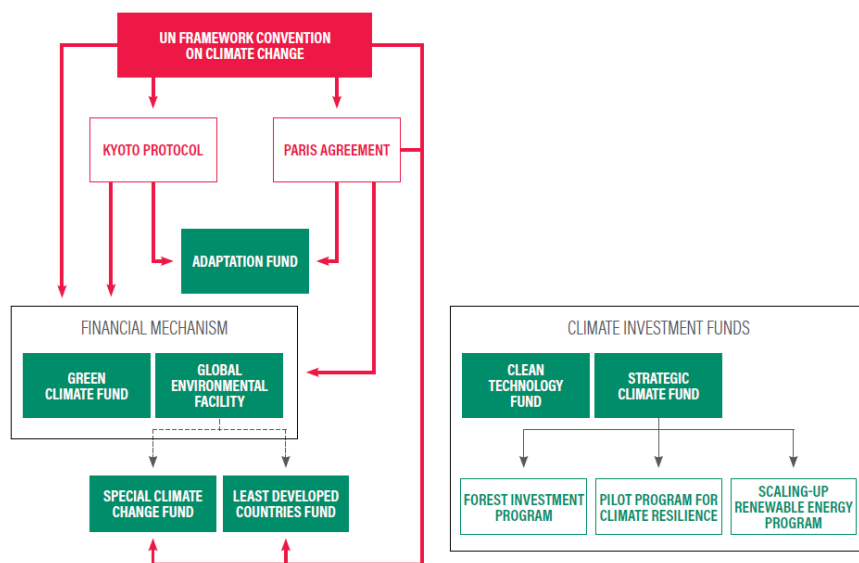 UN FRAMEWORK CONVENTION
ON CLIMATE CHANGE
KYOTO PROTOCOL
PARIS AGREEMENT
ADAPTATION FUND
FINANCIAL MECHANISM
GREEN
CLIMATE FUND
GLOBAL
ENVIRONMENTAL
FACILITY
SPECIAL CLIMATE
CHANGE FUND
LEAST DEVELOPED
COUNTRIES FUND
CLIMATE INVESTMENT FUNDS
CLEAN
TECHNOLOGY
FUND
STRATEGIC
CLIMATE FUND
FOREST INVESTMENT
PROGRAM
PILOT PROGRAM FOR
CLIMATE RESILIENCE
SCALING-UP
RENEWABLE ENERGY
PROGRAM